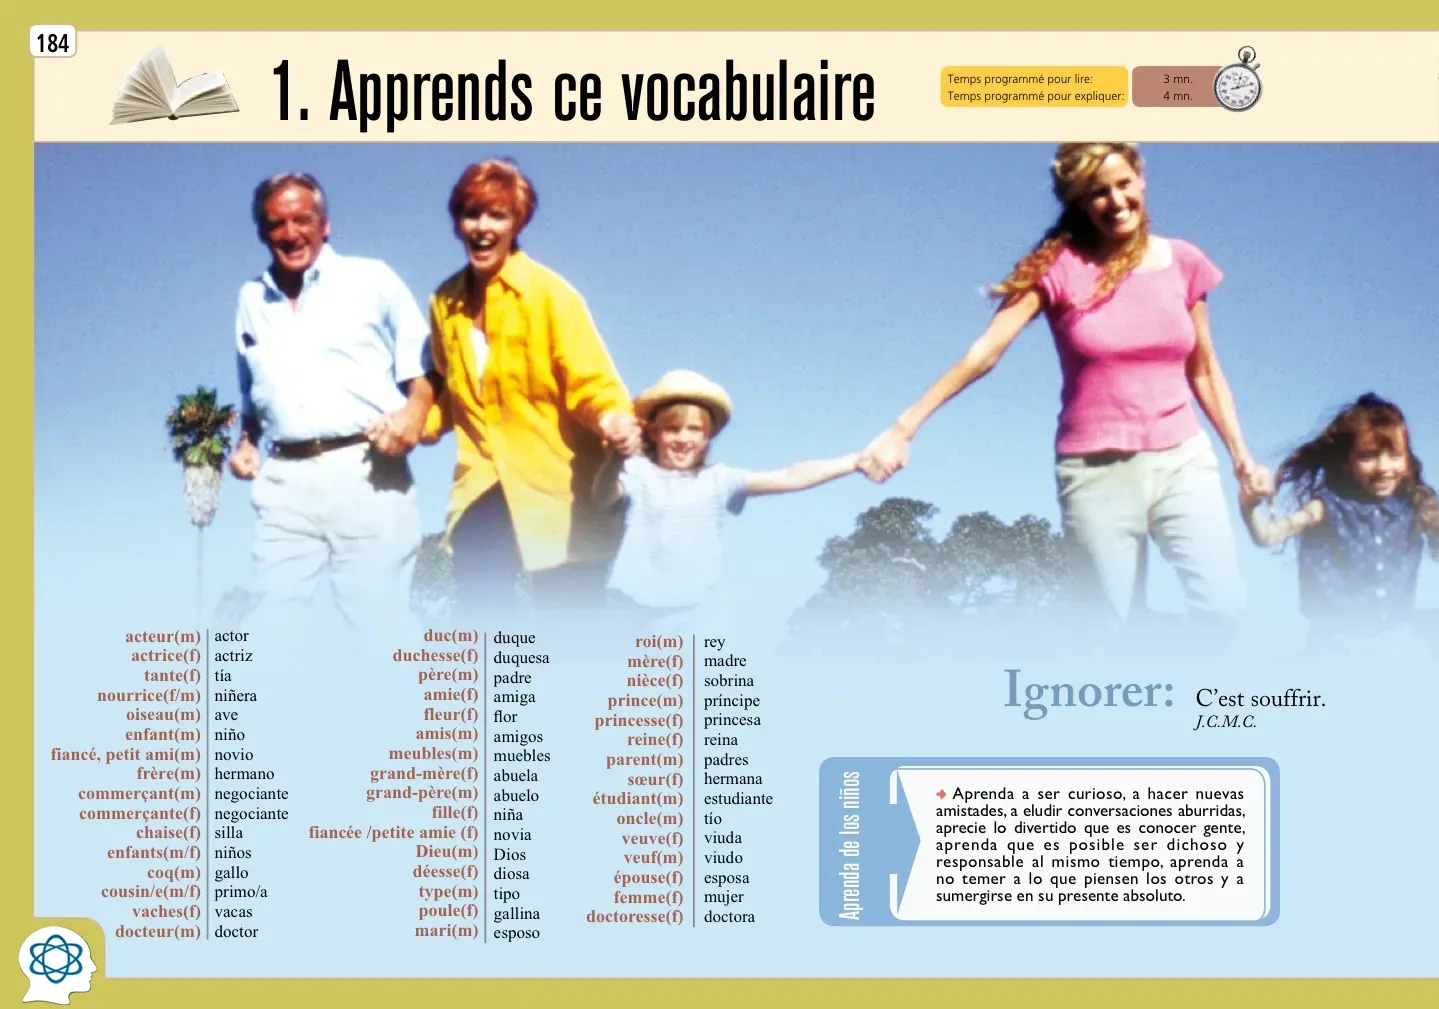 184
1. Apprends ce vocabulaire
Temps programmé pour lire: 3 mn.
Temps programmé pour expliquer: 4 mn.
acteur(m) actor
actrice(f) actriz
tante(f) tía
nourrice(f/m) niñera
oiseau(m) ave
enfant(m) niño
fiancé, petit ami(m) novio
frère(m) hermano
commerçant(m) negociante
commerçante(f) negociante
chaise(f) silla
enfants(m/f) niños
coq(m) gallo
cousin/e(m/f) primo/a
vaches(f) vacas
docteur(m) doctor
duc(m) duque
duchesse(f) duquesa
père(m) padre
amie(f) amiga
fleur(f) flor
amis(m) amigos
meubles(m) muebles
grand-mère(f) abuela
grand-père(m) abuelo
fille(f) niña
fiancée /petite amie (f) novia
Dieu(m) Dios
déesse(f) diosa
type(m) tipo
poule(f) gallina
mari(m) esposo
roi(m) rey
mère(f) madre
nièce(f) sobrina
prince(m) príncipe
princesse(f) princesa
reine(f) reina
parent(m) padres
sœur(f) hermana
étudiant(m) estudiante
oncle(m) tío
veuve(f) viuda
veuf(m) viudo
épouse(f) esposa
femme(f) mujer
doctoresse(f) doctora
Ignorer: C'est souffrir.
J.C.M.C.
Aprenda de los niños
Aprenda a ser curioso, a hacer nuevas
amistades, a eludir conversaciones aburridas,
aprecie lo divertido que es conocer gente,
aprenda que es posible ser dichoso y
responsable al mismo tiempo, aprenda a
no temer a lo que piensen los otros y a
sumergirse en su presente absoluto.